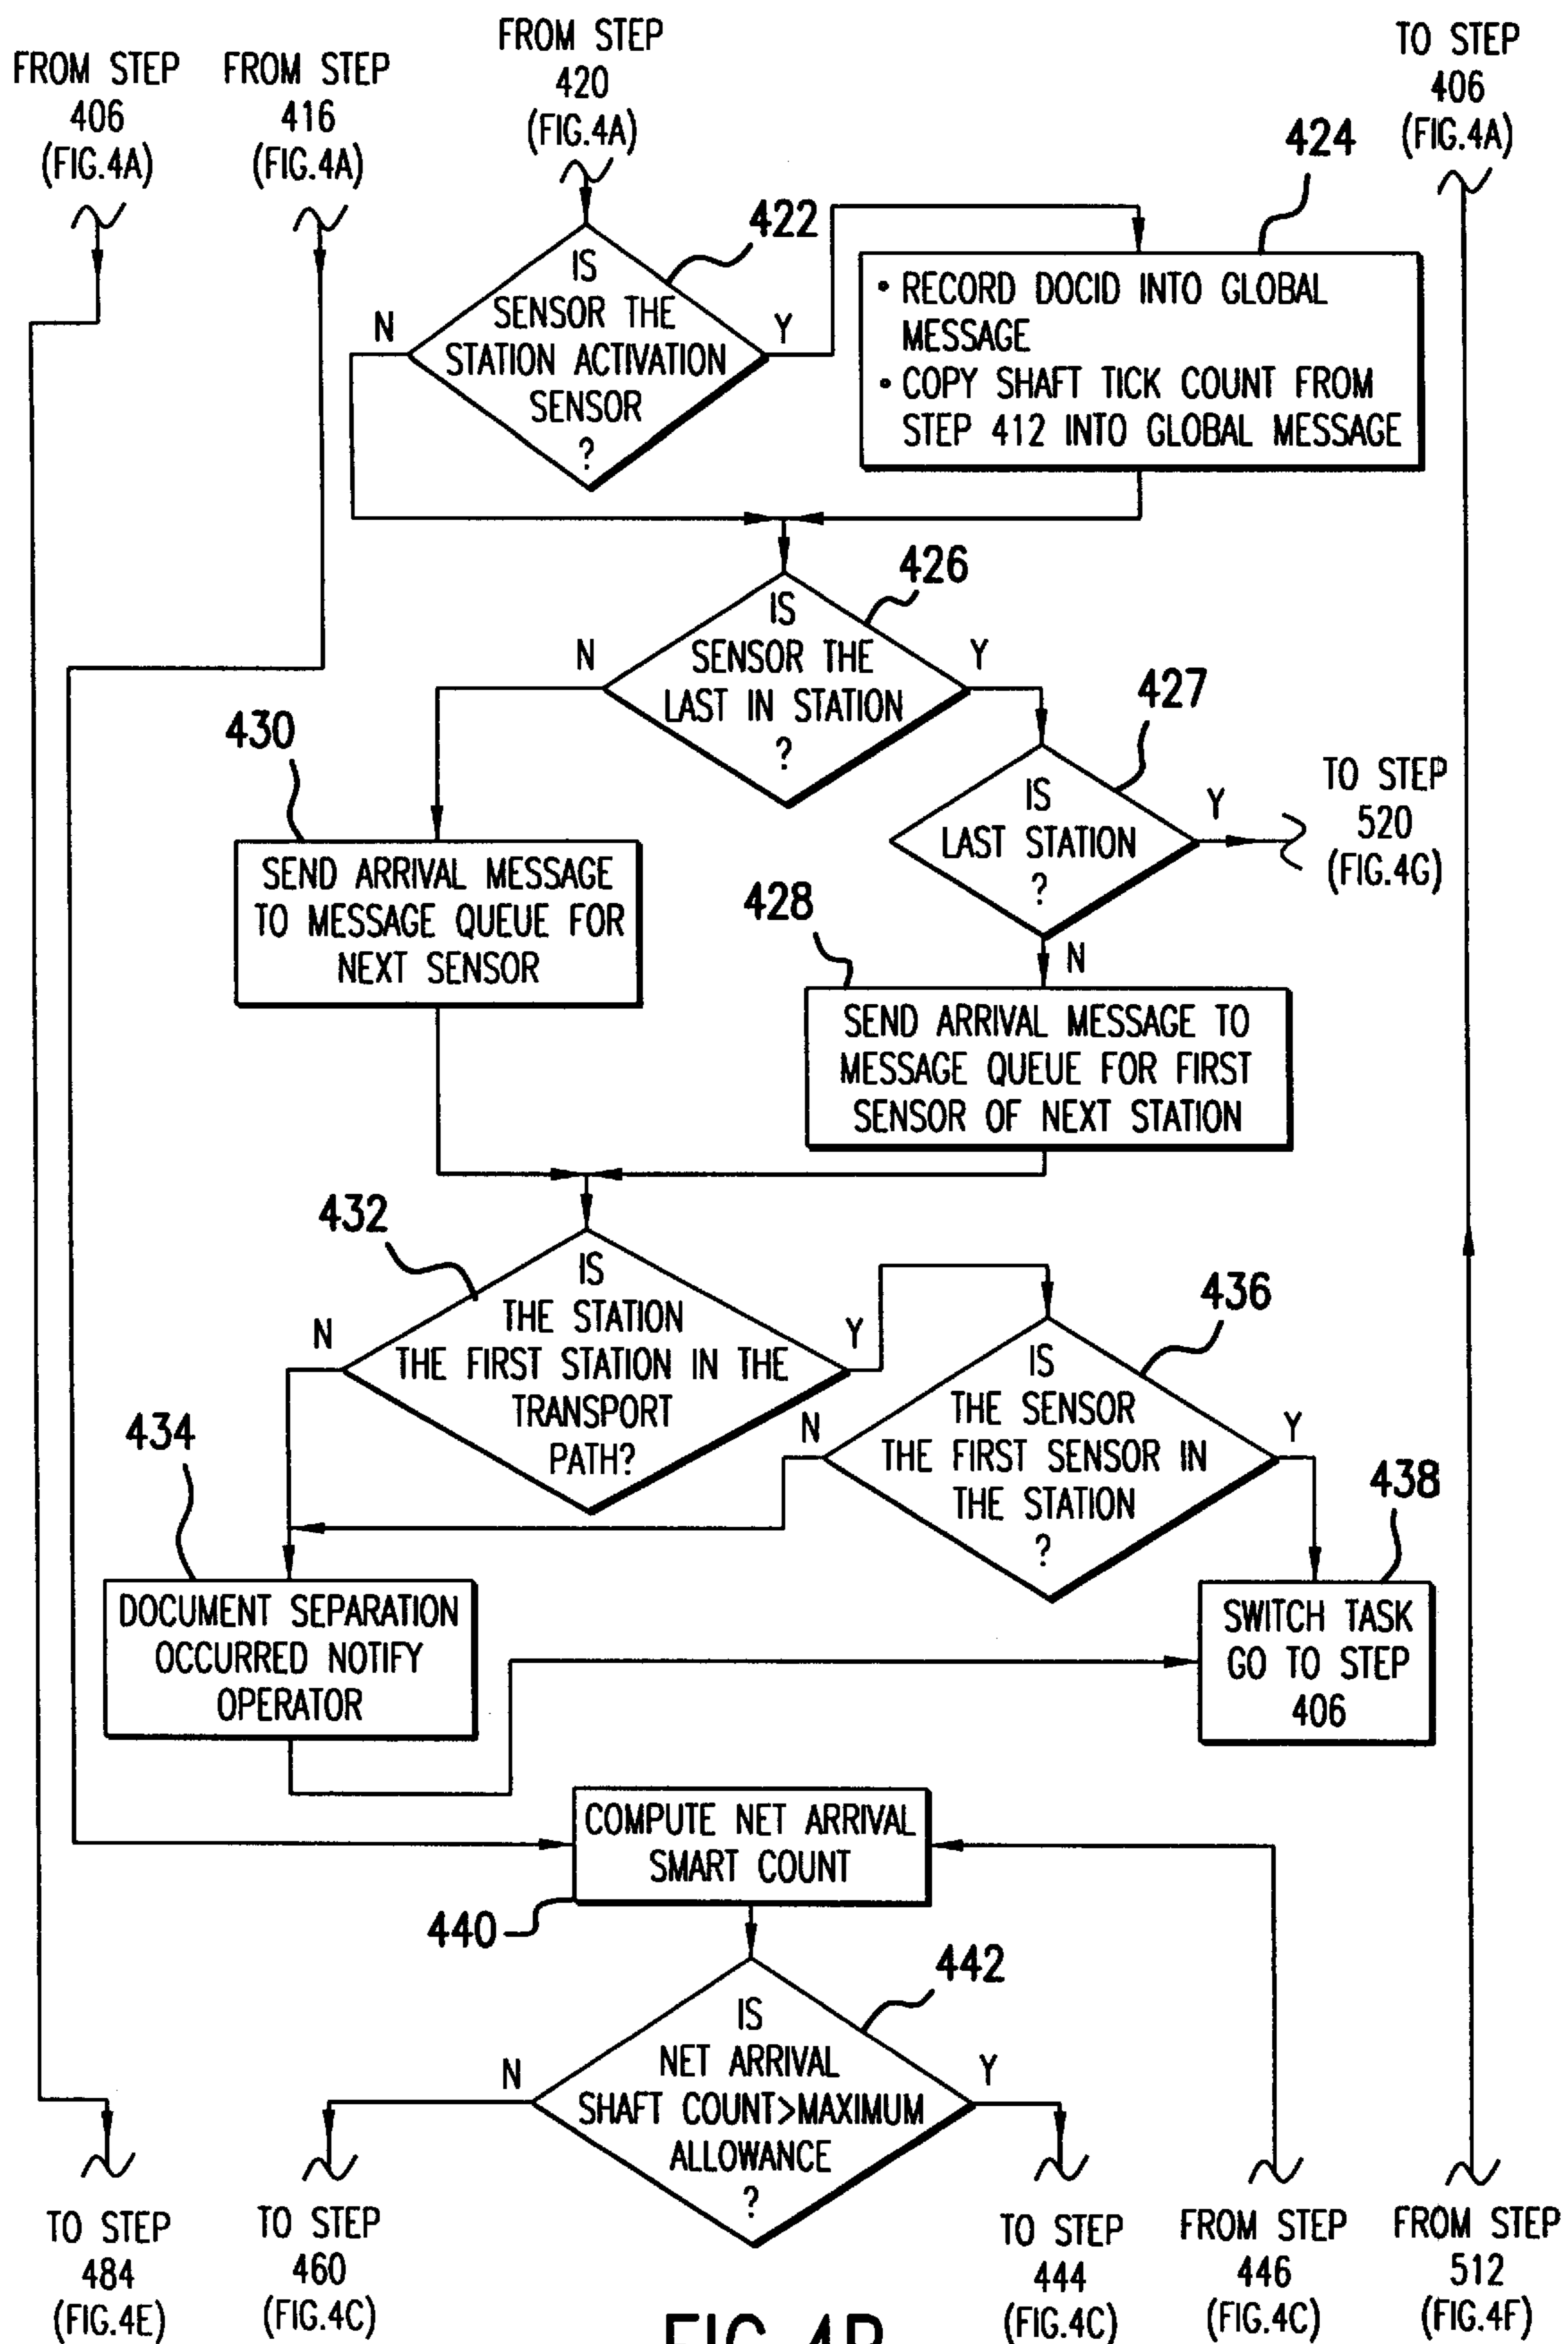 FROM STEP
406
(FIG.4A)
FROM STEP
416
(FIG.4A)
FROM STEP
420
(FIG.4A)
TO STEP
406
(FIG.4A)
424
422
IS
SENSOR THE
STATION ACTIVATION
SENSOR
?
N
Y
• RECORD DOCID INTO GLOBAL
MESSAGE
• COPY SHAFT TICK COUNT FROM
STEP 412 INTO GLOBAL MESSAGE
426
IS
SENSOR THE
LAST IN STATION
?
N
Y
427
IS
LAST STATION
?
Y
TO STEP
520
(FIG.4G)
N
430
SEND ARRIVAL MESSAGE
TO MESSAGE QUEUE FOR
NEXT SENSOR
428
SEND ARRIVAL MESSAGE TO
MESSAGE QUEUE FOR FIRST
SENSOR OF NEXT STATION
432
IS
THE STATION
THE FIRST STATION IN THE
TRANSPORT
PATH?
N
Y
436
IS
THE SENSOR
THE FIRST SENSOR IN
THE STATION
?
N
Y
434
DOCUMENT SEPARATION
OCCURRED NOTIFY
OPERATOR
438
SWITCH TASK
GO TO STEP
406
COMPUTE NET ARRIVAL
SMART COUNT
440
442
IS
NET ARRIVAL
SHAFT COUNT>MAXIMUM
ALLOWANCE
?
N
Y
TO STEP
484
(FIG.4E)
TO STEP
460
(FIG.4C)
TO STEP
444
(FIG.4C)
FROM STEP
446
(FIG.4C)
FROM STEP
512
(FIG.4F)
FIG.4B